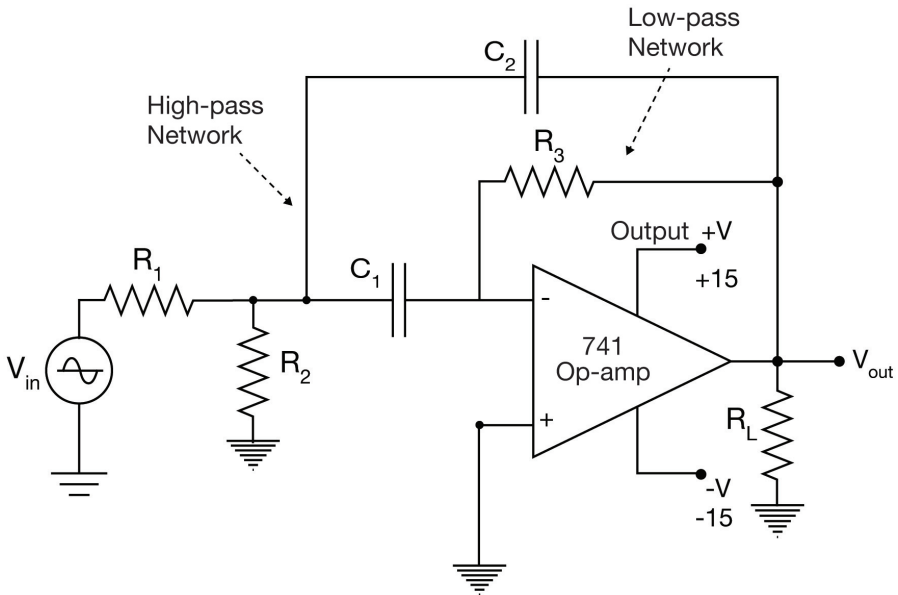 Low-pass
Network
C2
High-pass
Network
R3
Output +V
+15
R1
C1
-
741
Op-amp
Vin
R2
+
Vout
RL
-V
-15